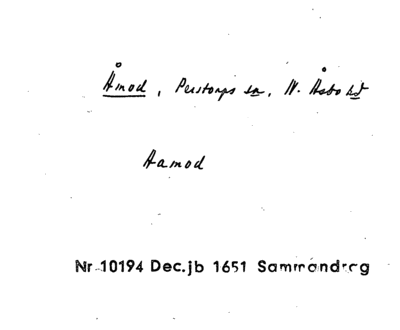 Åmod, Perstorps sn, N. Åsbo hd
Aamod
Nr 10194 Dec.jb 1651 Sammandrag